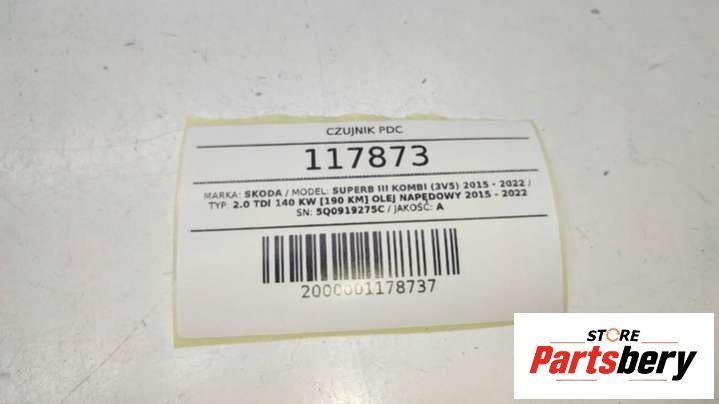 CZUJNIK PDC
117873
MARKA: SKODA / MODEL: SUPERB III KOMBI (3V5) 2015 - 2022 /
TYP: 2.0 TDI 140 KW [190 KM] OLEJ NAPĘDOWY 2015 - 2022
SN: 5Q0919275C / JAKOŚĆ: A
2000001178737
STORE
Partsbery